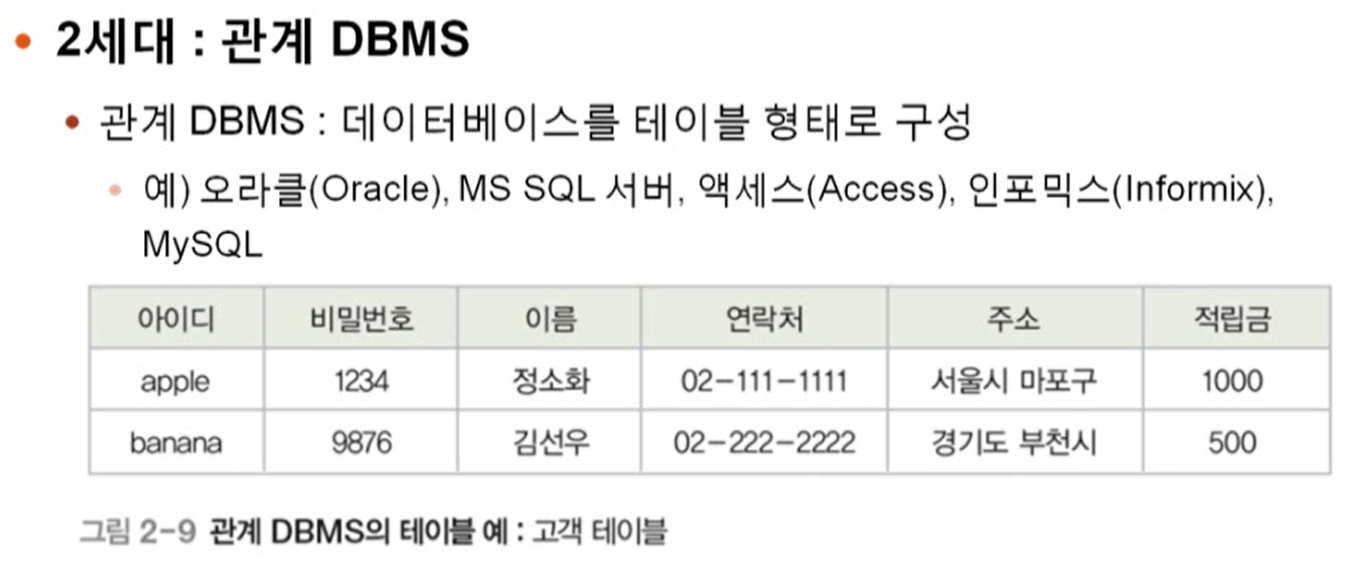 2세대 : 관계 DBMS
관계 DBMS : 데이터베이스를 테이블 형태로 구성
예) 오라클(Oracle), MS SQL 서버, 액세스(Access), 인포믹스(Informix),
MySQL
아이디 비밀번호 이름 연락처 주소 적립금
apple 1234 정소화 02-111-1111 서울시 마포구 1000
banana 9876 김선우 02-222-2222 경기도 부천시 500
그림 2-9 관계 DBMS의 테이블 예 : 고객 테이블